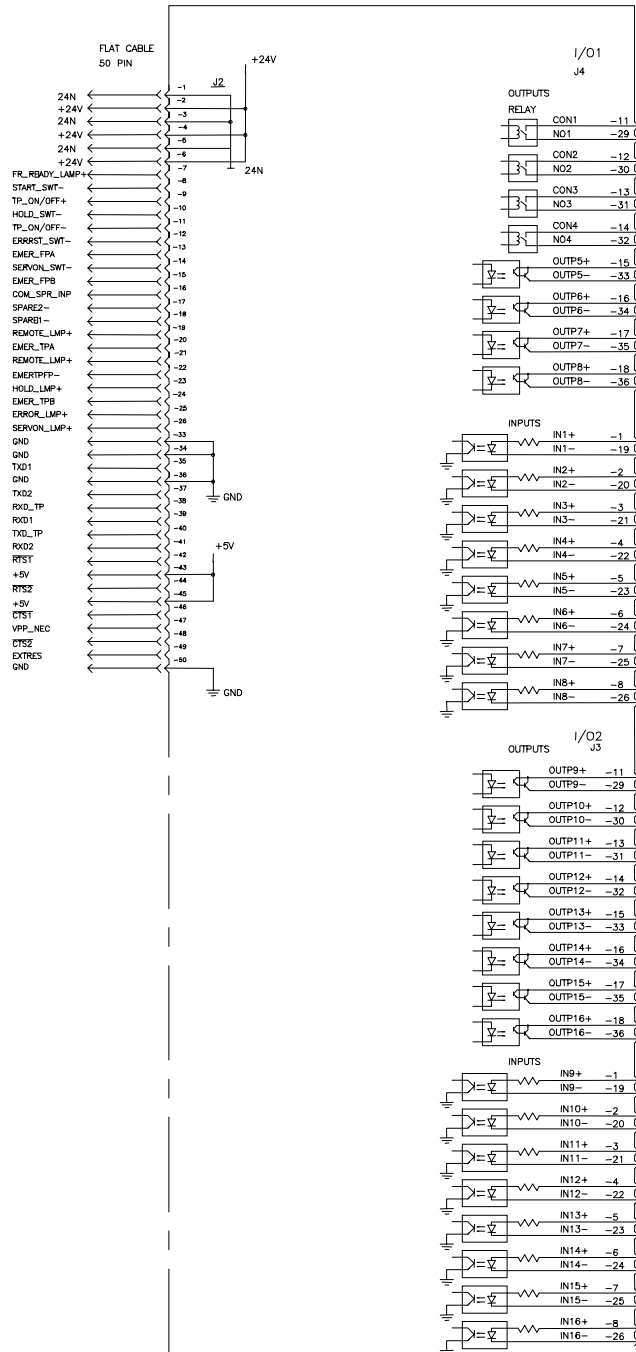 FLAT CABLE
50 PIN
J2
+24V
24N
24N -1
+24V -2
24N -3
+24V -4
24N -5
+24V -6
FR_READY_LAMP+ -7
START_SWT- -8
TP_ON/OFF+ -9
HOLD_SWT- -10
TP_ON/OFF- -11
ERRRST_SWT- -12
EMER_FPA -13
SERVON_SWT- -14
EMER_FPB -15
COM_SPR_INP -16
SPARE2- -17
SPARE1- -18
REMOTE_LMP+ -19
EMER_TPA -20
REMOTE_LMP+ -21
EMERTPFP- -22
HOLD_LMP+ -23
EMER_TPB -24
ERROR_LMP+ -25
SERVON_LMP+ -26
GND -33
GND -34
TXD1 -35
GND -36
TXD2 -37
RXD_TP -38
RXD1 -39
TXD_TP -40
RXD2 -41
RTS1 -42
+5V -43
RTS2 -44
+5V -45
CTS1 -46
VPP_NEC -47
CTS2 -48
EXTRES -49
GND -50
GND
+5V
GND
I/O1
J4
OUTPUTS
RELAY
CON1 -11
NO1 -29
CON2 -12
NO2 -30
CON3 -13
NO3 -31
CON4 -14
NO4 -32
OUTP5+ -15
OUTP5- -33
OUTP6+ -16
OUTP6- -34
OUTP7+ -17
OUTP7- -35
OUTP8+ -18
OUTP8- -36
INPUTS
IN1+ -1
IN1- -19
IN2+ -2
IN2- -20
IN3+ -3
IN3- -21
IN4+ -4
IN4- -22
IN5+ -5
IN5- -23
IN6+ -6
IN6- -24
IN7+ -7
IN7- -25
IN8+ -8
IN8- -26
I/O2
OUTPUTS J3
OUTP9+ -11
OUTP9- -29
OUTP10+ -12
OUTP10- -30
OUTP11+ -13
OUTP11- -31
OUTP12+ -14
OUTP12- -32
OUTP13+ -15
OUTP13- -33
OUTP14+ -16
OUTP14- -34
OUTP15+ -17
OUTP15- -35
OUTP16+ -18
OUTP16- -36
INPUTS
IN9+ -1
IN9- -19
IN10+ -2
IN10- -20
IN11+ -3
IN11- -21
IN12+ -4
IN12- -22
IN13+ -5
IN13- -23
IN14+ -6
IN14- -24
IN15+ -7
IN15- -25
IN16+ -8
IN16- -26